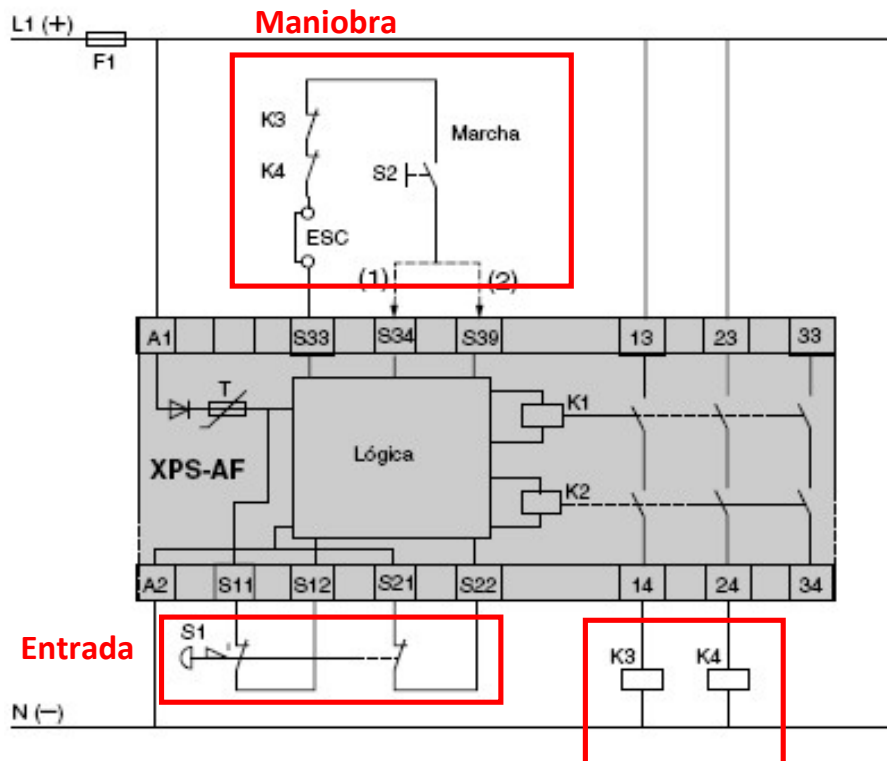 L1 (+)
Maniobra
F1
K3
Marcha
K4
S2
ESC
(1)
(2)
A1
S33
S34
S39
13
23
33
T
K1
Lógica
XPS-AF
K2
A2
S11
S12
S21
S22
14
24
34
S1
Entrada
K3
K4
N (−)